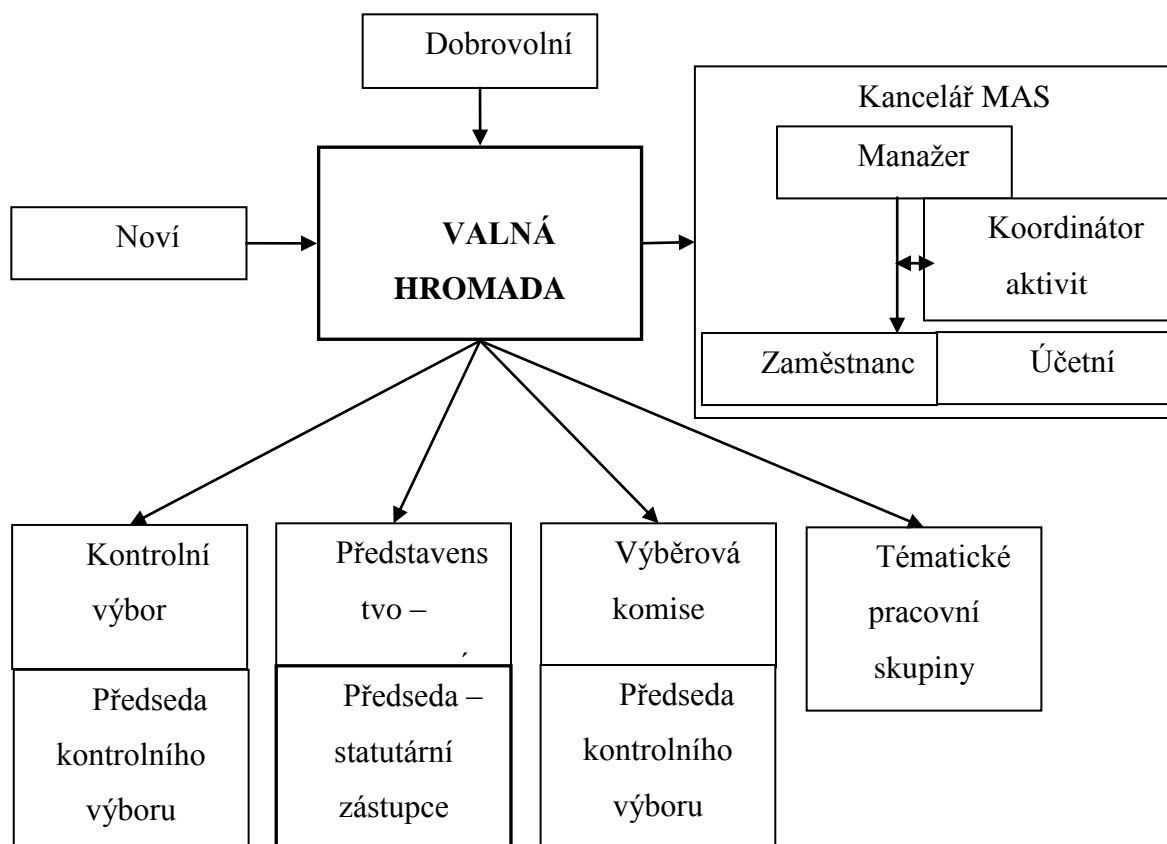 Dobrovolní
Kancelář MAS
Manažer
Noví
VALNÁ
HROMADA
Koordinátor
aktivit
Zaměstnanc
Účetní
Kontrolní
výbor
Představens
tvo –
Výběrová
komise
Tématické
pracovní
skupiny
Předseda
kontrolního
výboru
Předseda –
statutární
zástupce
Předseda
kontrolního
výboru